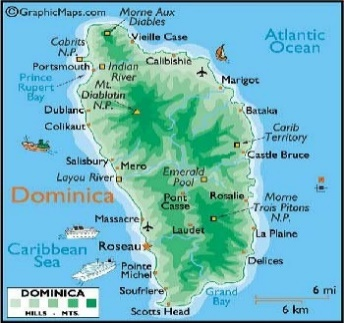 ©GraphicMaps.com
Morne Aux
Diables
Vieille Case
Atlantic
Ocean
Cabrits
N.P.
Portsmouth
Indian
River
Calibishie
Prince
Rupert
Bay
Mt.
Diablotin
N.P.
Marigot
Dublanc
Bataka
Colikaut
Carib
Territory
Salisbury
Mero
Castle Bruce
Layou River
Emerald
Pool
Dominica
Pont
Casse
Rosalie
Morne
Trois Pitons
N.P.
Massacre
Laudet
La Plaine
Roseau
Caribbean
Sea
Delices
Pointe
Michel
Soufriere
Grand
Bay
Scotts Head
DOMINICA
HILLS - MTS.
6 mi
6 km